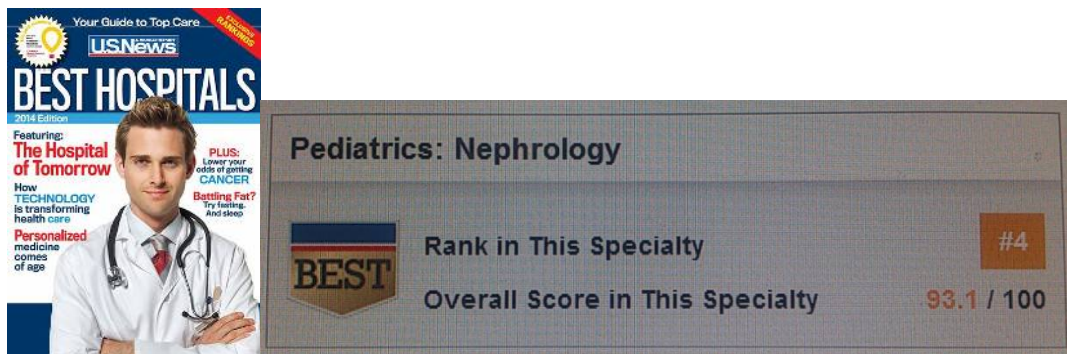 Your Guide to Top Care
EXCLUSIVE
RANKINGS
U.S.News
BEST HOSPITALS
2014 Edition
Featuring:
The Hospital
of Tomorrow
How
TECHNOLOGY
is transforming
health care
Personalized
medicine
comes
of age
PLUS:
Lower your
odds of getting
CANCER
Battling Fat?
Try fasting.
And sleep
Pediatrics: Nephrology
BEST
Rank in This Specialty
#4
Overall Score in This Specialty
93.1 / 100